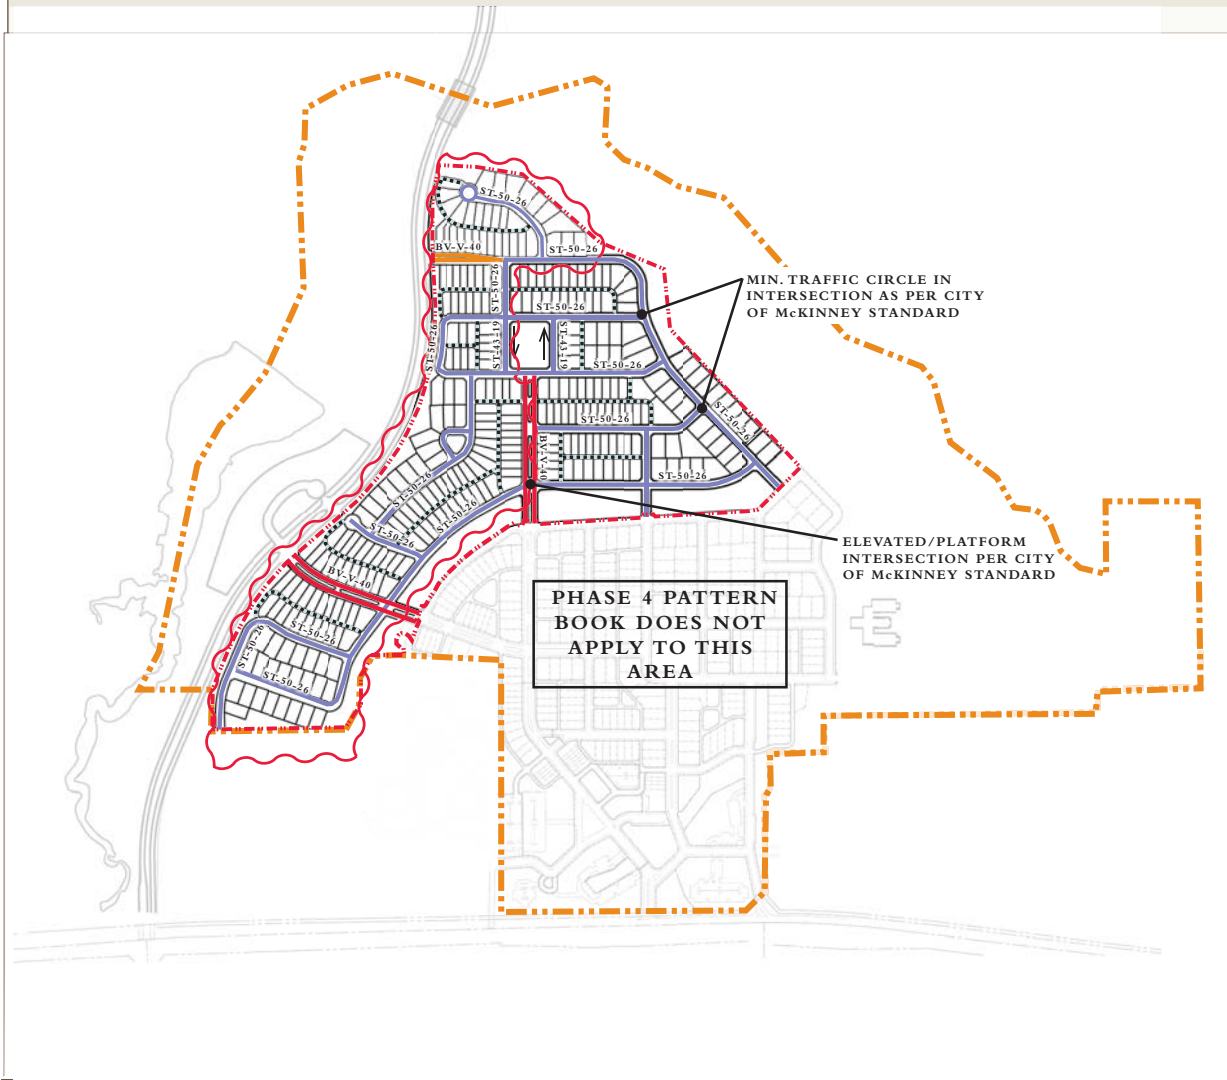 ST-50-26
BV-V-40
ST-50-26
ST-50-26
ST-50-26
MIN. TRAFFIC CIRCLE IN
INTERSECTION AS PER CITY
OF McKINNEY STANDARD
ST-50-26
ST-43-19
ST-43-19
ST-50-26
ST-50-26
ST-50-26
BV-V-40
ST-50-26
ST-50-26
ST-50-26
ST-50-26
ELEVATED/PLATFORM
INTERSECTION PER CITY
OF McKINNEY STANDARD
BV-V-40
ST-50-26
ST-50-26
ST-50-26
PHASE 4 PATTERN
BOOK DOES NOT
APPLY TO THIS
AREA